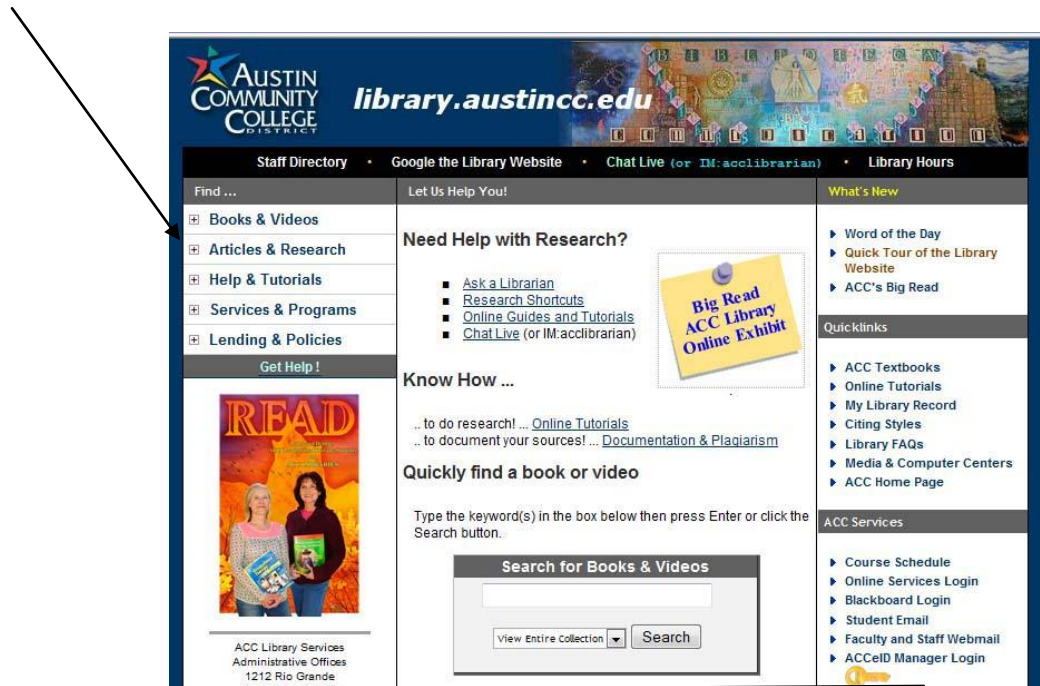 AUSTIN
COMMUNITY
COLLEGE
DISTRICT
library.austincc.edu
Staff Directory • Google the Library Website • Chat Live (or IM:acclibrarian) • Library Hours
Find ...
Books & Videos
Articles & Research
Help & Tutorials
Services & Programs
Lending & Policies
Get Help !
READ
ACC Library Services
Administrative Offices
1212 Rio Grande
Let Us Help You!
Need Help with Research?
Ask a Librarian
Research Shortcuts
Online Guides and Tutorials
Chat Live (or IM:acclibrarian)
Big Read
ACC Library
Online Exhibit
Know How ...
.. to do research! ... Online Tutorials
.. to document your sources! ... Documentation & Plagiarism
Quickly find a book or video
Type the keyword(s) in the box below then press Enter or click the
Search button.
Search for Books & Videos
View Entire Collection
Search
What's New
Word of the Day
Quick Tour of the Library
Website
ACC's Big Read
Quicklinks
ACC Textbooks
Online Tutorials
My Library Record
Citing Styles
Library FAQs
Media & Computer Centers
ACC Home Page
ACC Services
Course Schedule
Online Services Login
Blackboard Login
Student Email
Faculty and Staff Webmail
ACCeID Manager Login